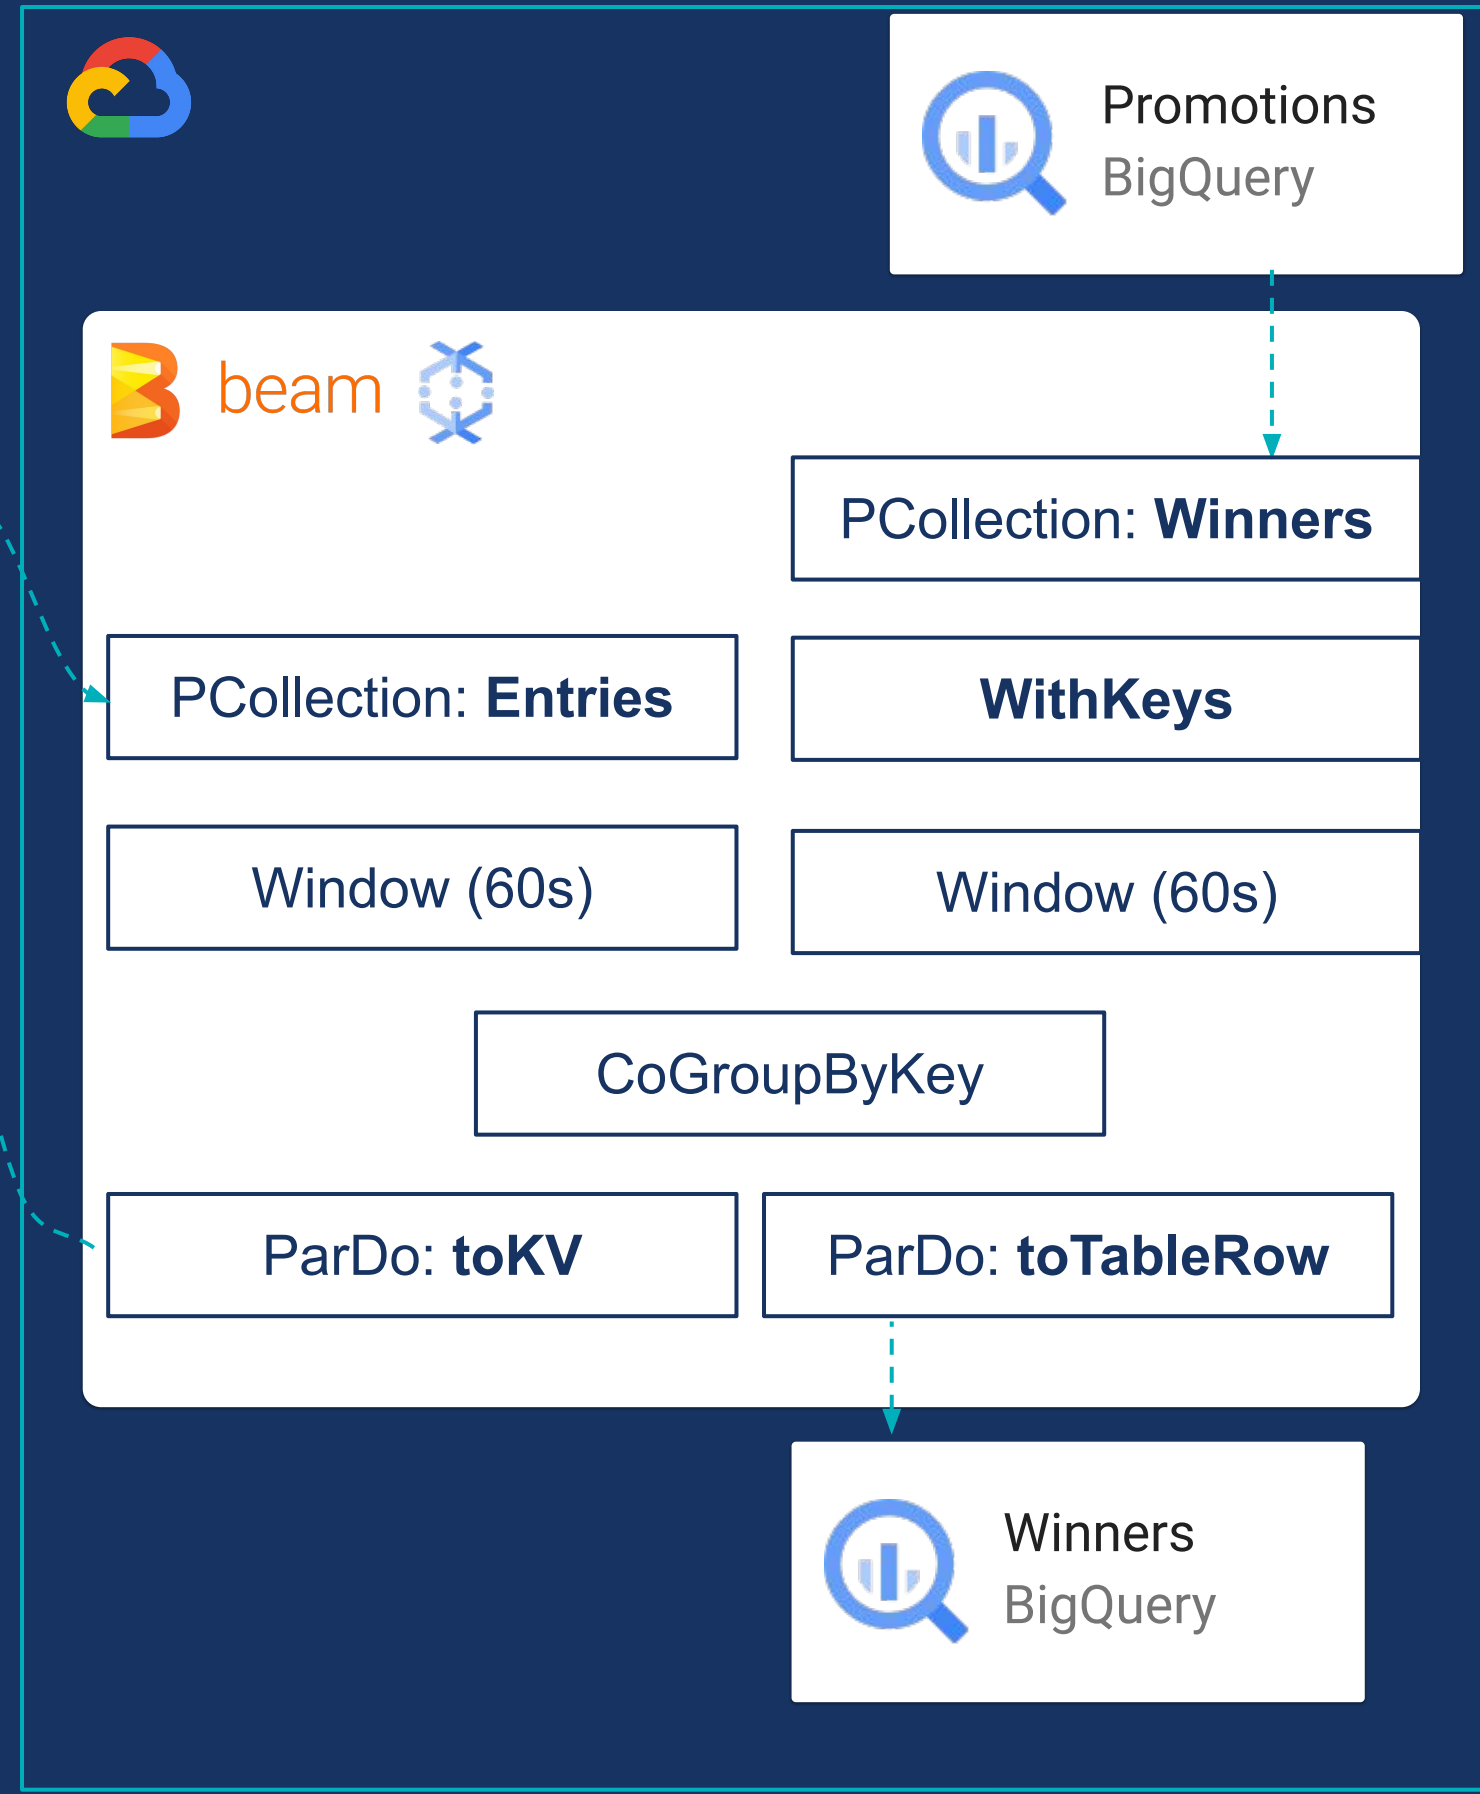 Promotions
BigQuery
beam
PCollection: Winners
PCollection: Entries
WithKeys
Window (60s)
Window (60s)
CoGroupByKey
ParDo: toKV
ParDo: toTableRow
Winners
BigQuery